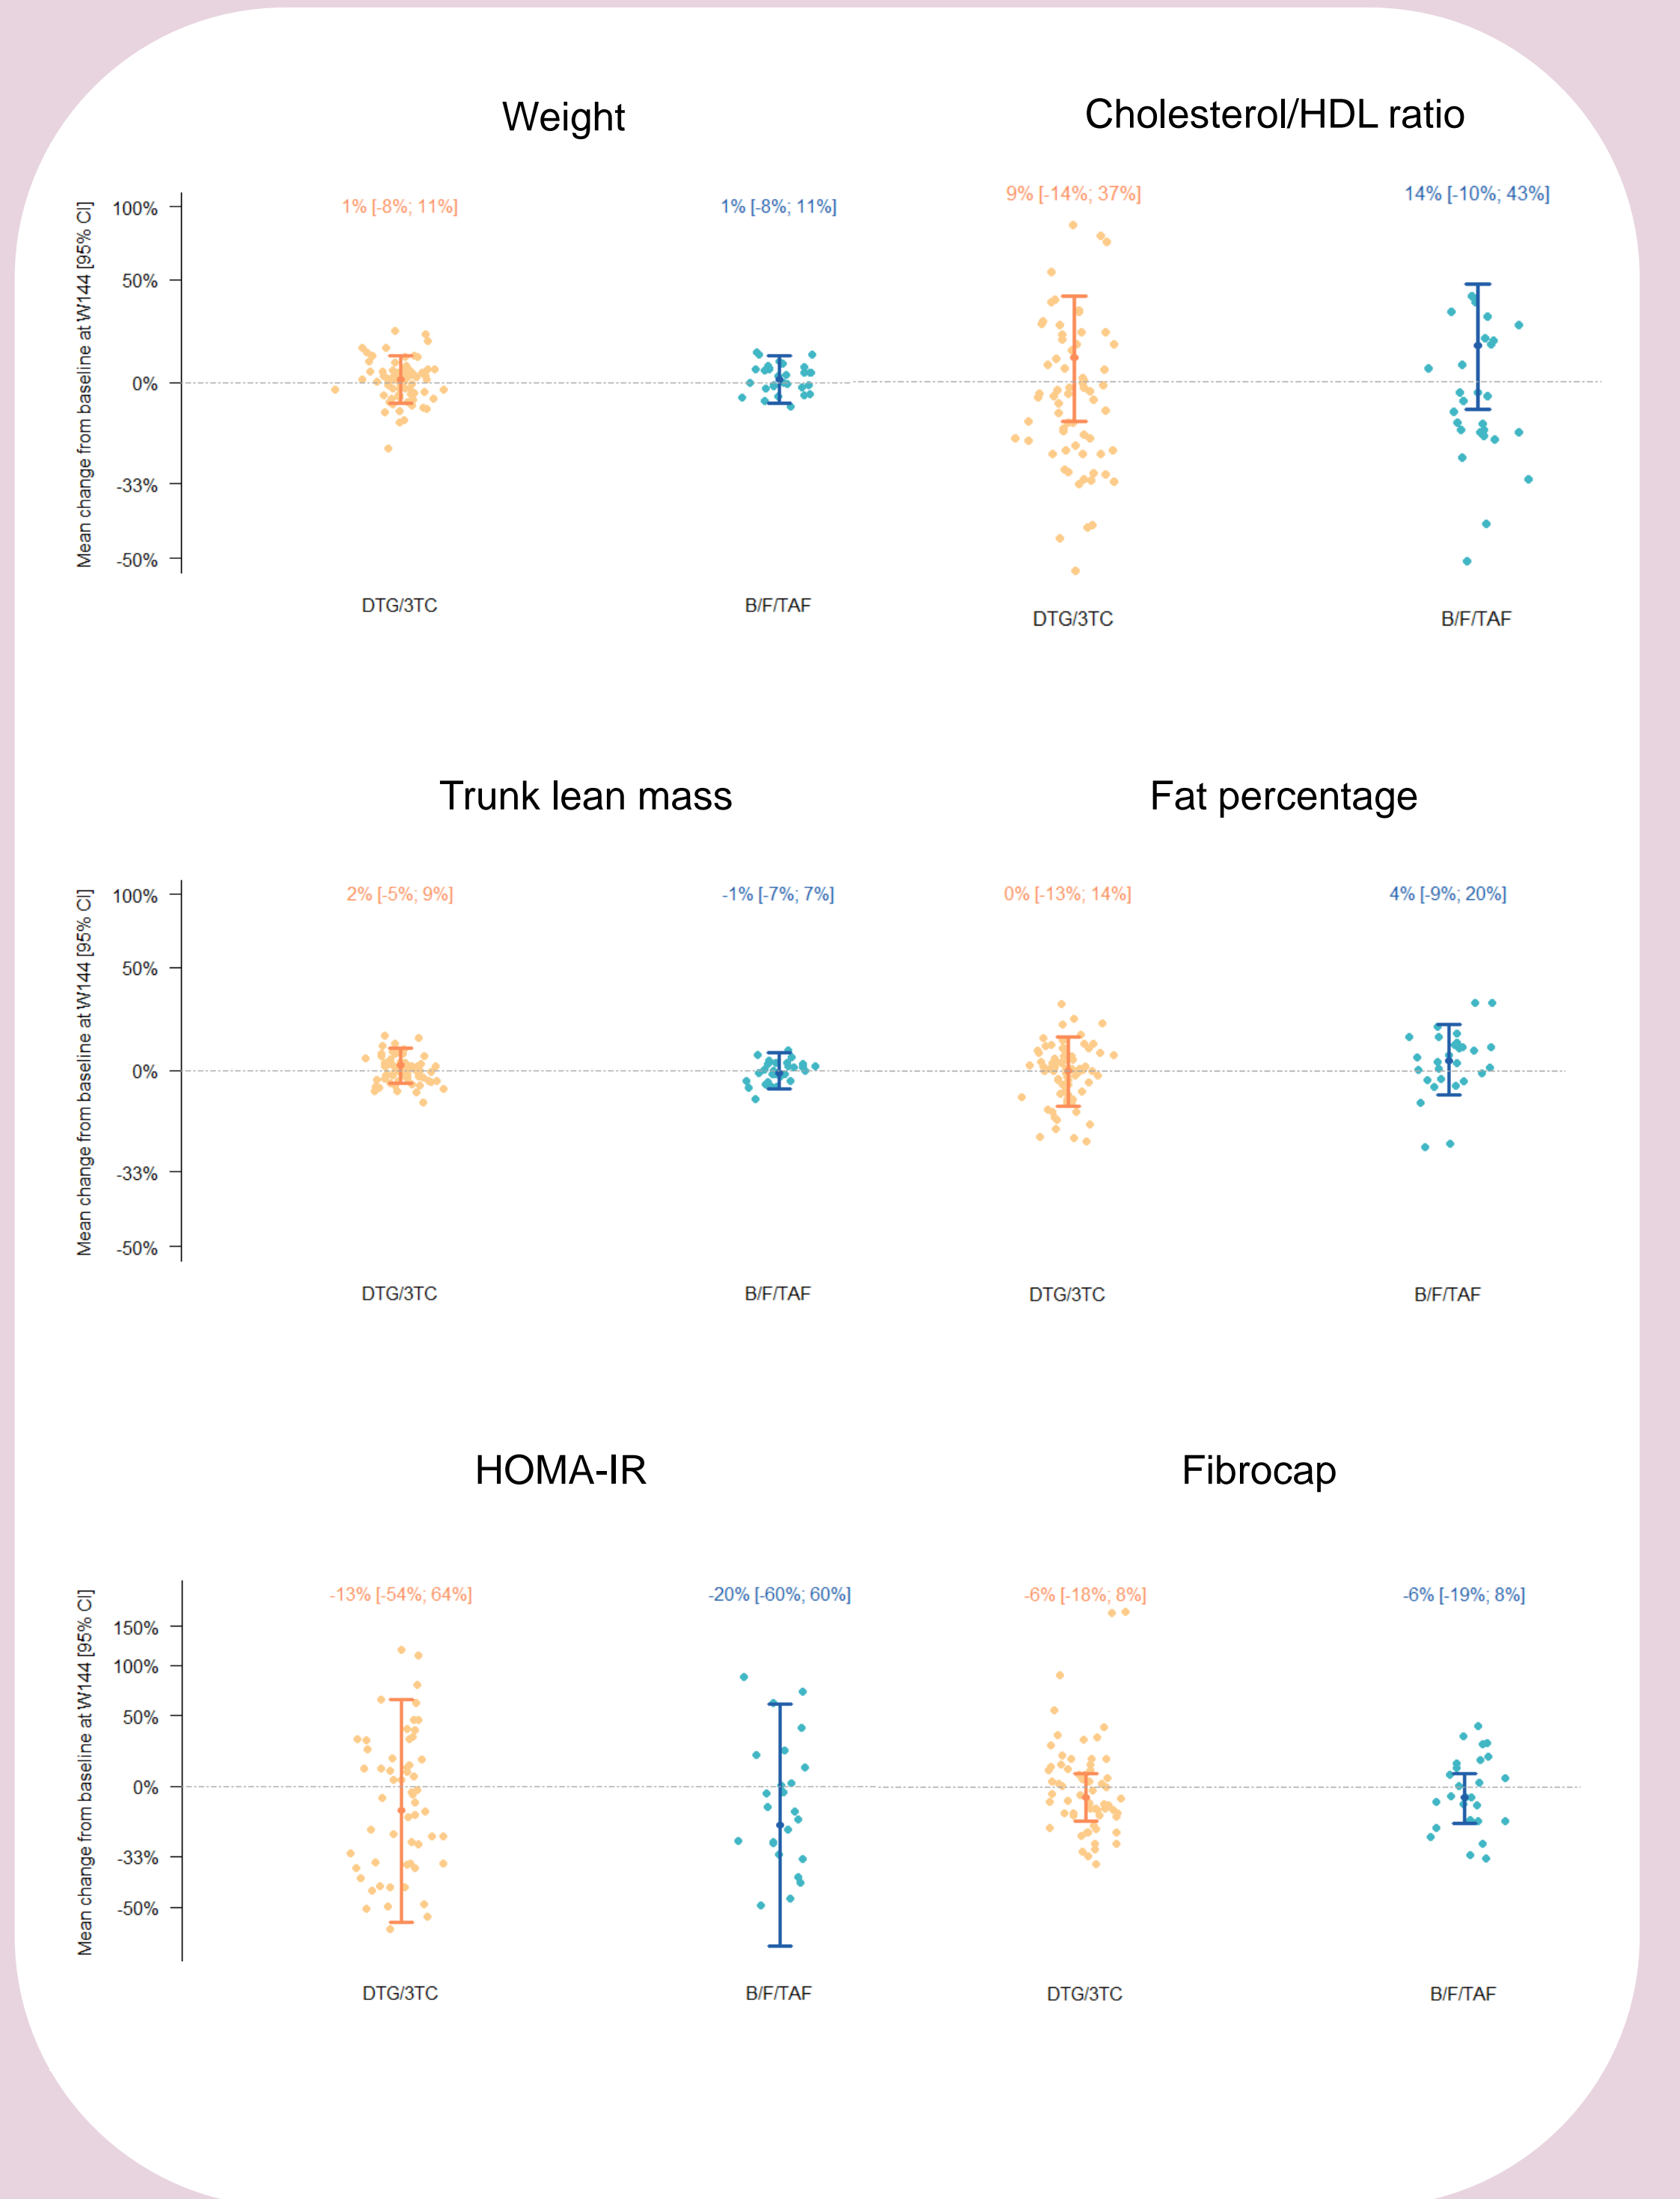 Weight
Cholesterol/HDL ratio
Mean change from baseline at W144 [95% CI]
100%
50%
0%
-33%
-50%
1% [-8%; 11%]
1% [-8%; 11%]
9% [-14%; 37%]
14% [-10%; 43%]
DTG/3TC
B/F/TAF
DTG/3TC
B/F/TAF
Trunk lean mass
Fat percentage
Mean change from baseline at W144 [95% CI]
100%
50%
0%
-33%
-50%
2% [-5%; 9%]
-1% [-7%; 7%]
0% [-13%; 14%]
4% [-9%; 20%]
DTG/3TC
B/F/TAF
DTG/3TC
B/F/TAF
HOMA-IR
Fibrocap
Mean change from baseline at W144 [95% CI]
150%
100%
50%
0%
-33%
-50%
-13% [-54%; 64%]
-20% [-60%; 60%]
-6% [-18%; 8%]
-6% [-19%; 8%]
DTG/3TC
B/F/TAF
DTG/3TC
B/F/TAF